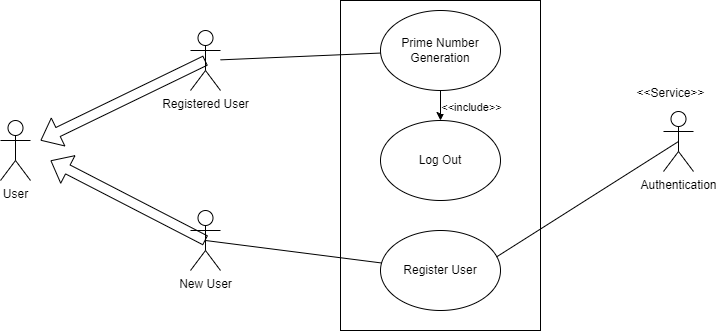 Prime Number
Generation
<<Service>>
Registered User
<<include>>
Log Out
User
Authentication
Register User
New User